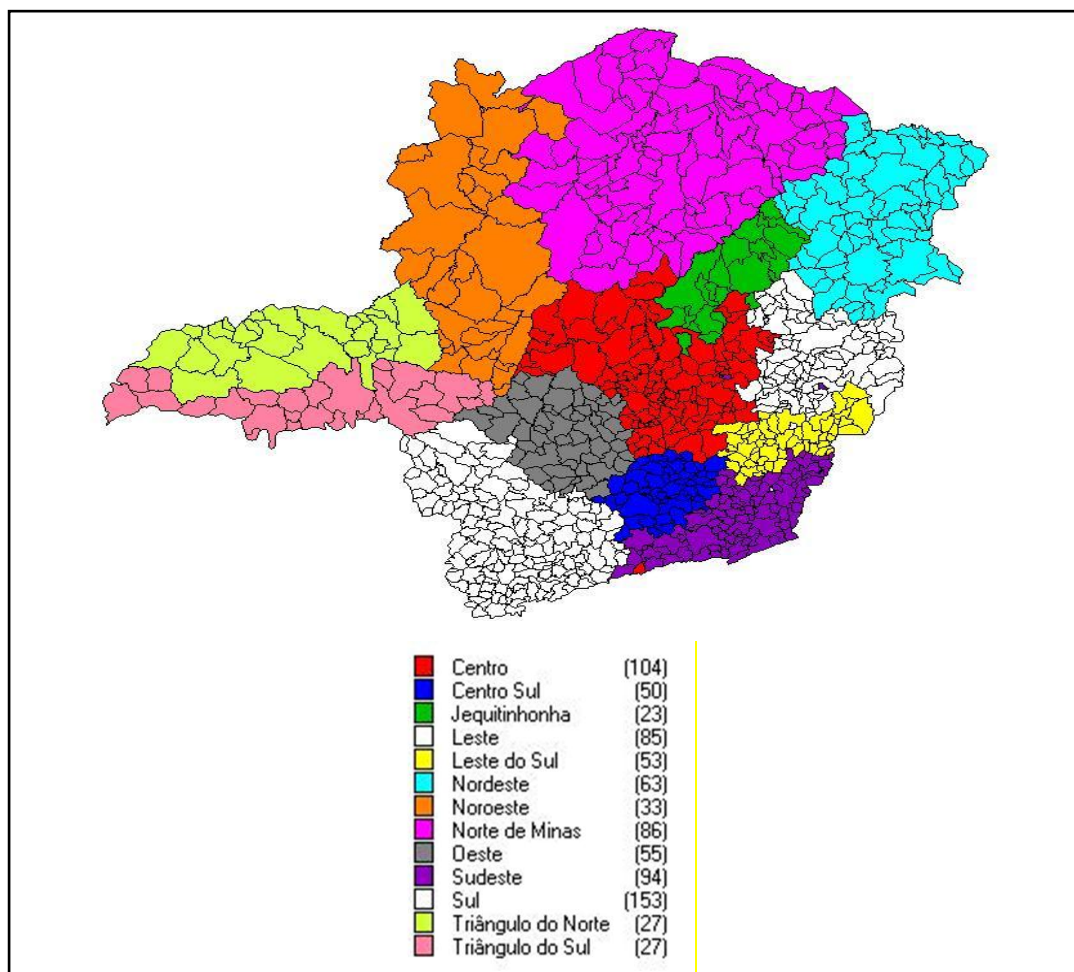 Centro (104)
Centro Sul (50)
Jequitinhonha (23)
Leste (85)
Leste do Sul (53)
Nordeste (63)
Noroeste (33)
Norte de Minas (86)
Oeste (55)
Sudeste (94)
Sul (153)
Triângulo do Norte (27)
Triângulo do Sul (27)